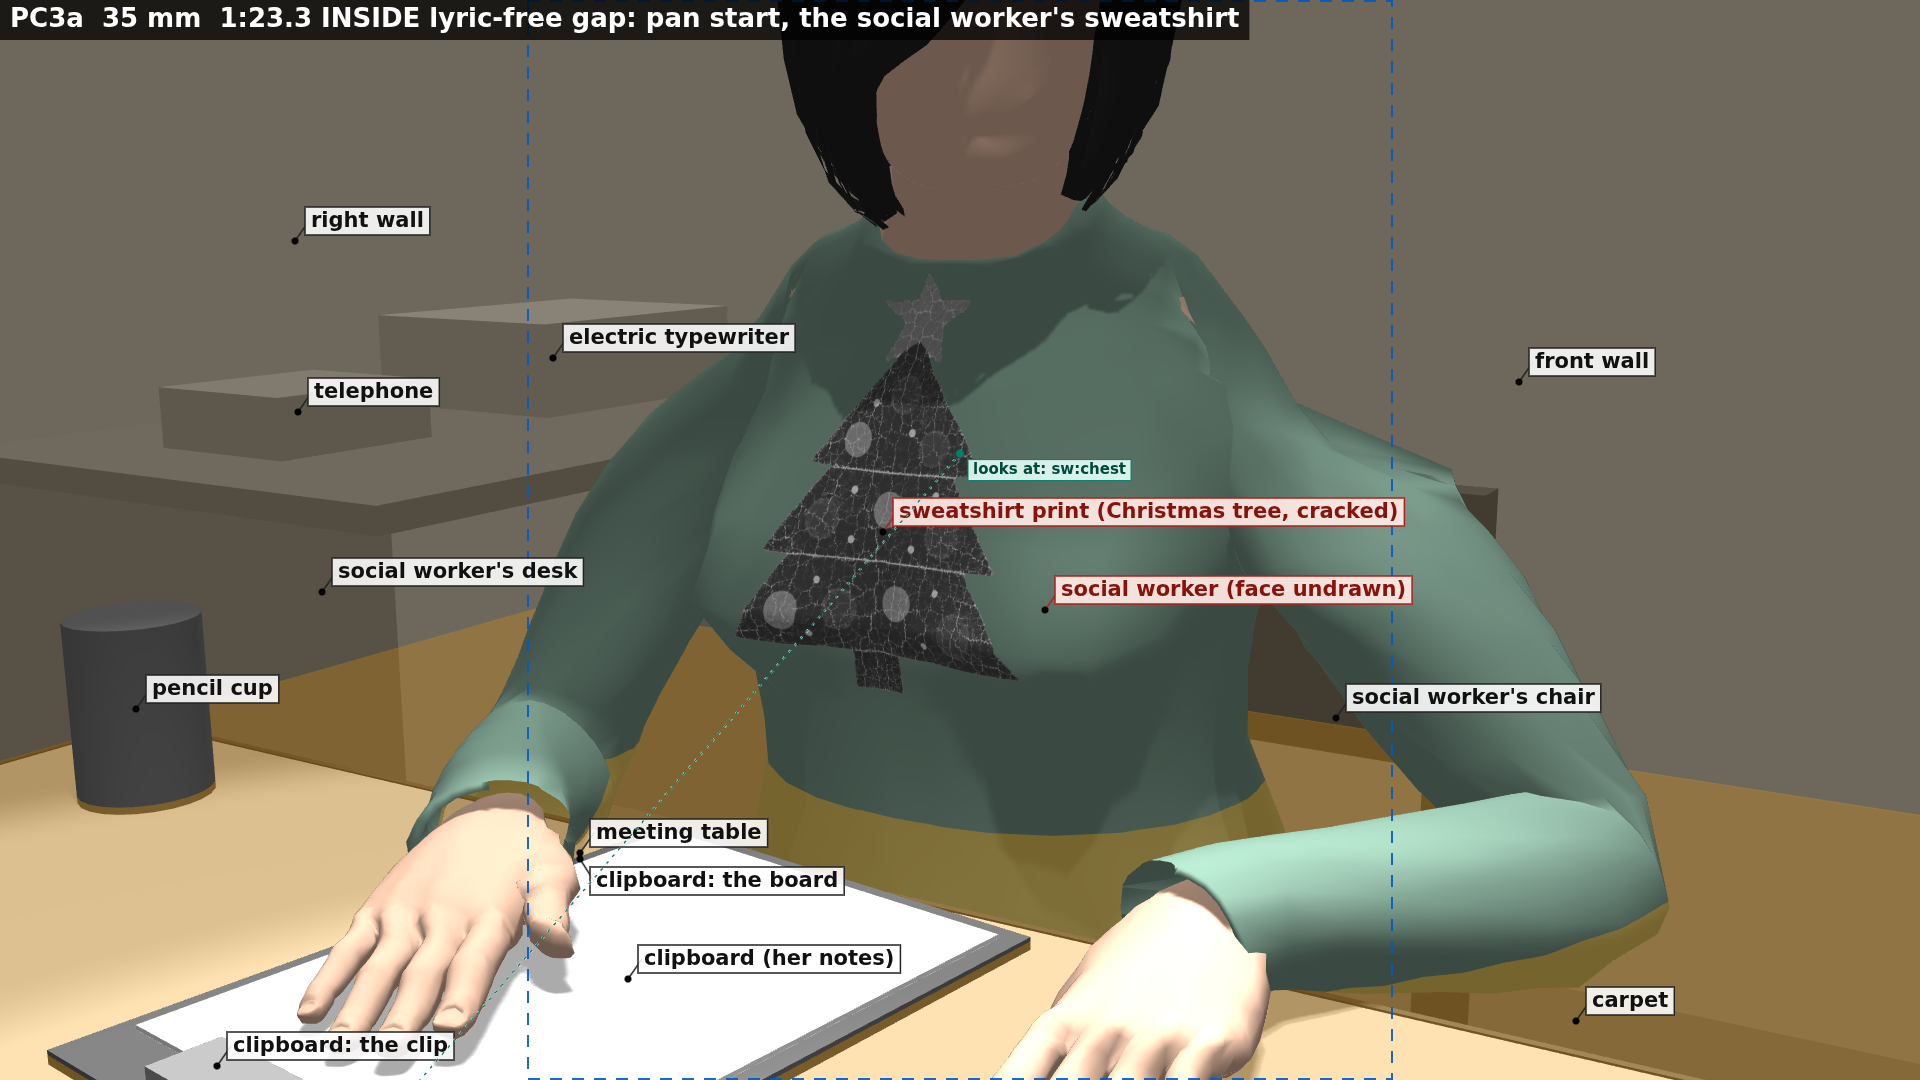 PC3a 35 mm 1:23.3 INSIDE lyric-free gap: pan start, the social worker's sweatshirt
right wall
electric typewriter
front wall
telephone
looks at: sw:chest
sweatshirt print (Christmas tree, cracked)
social worker's desk
social worker (face undrawn)
pencil cup
social worker's chair
meeting table
clipboard: the board
clipboard (her notes)
carpet
clipboard: the clip